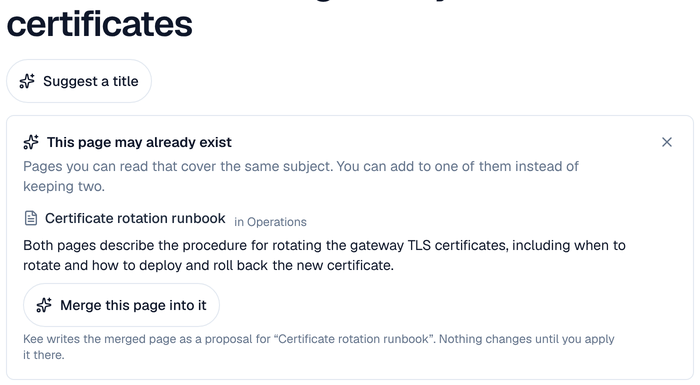 certificates
Suggest a title
This page may already exist
Pages you can read that cover the same subject. You can add to one of them instead of
keeping two.
Certificate rotation runbook in Operations
Both pages describe the procedure for rotating the gateway TLS certificates, including when to
rotate and how to deploy and roll back the new certificate.
Merge this page into it
Kee writes the merged page as a proposal for “Certificate rotation runbook”. Nothing changes until you apply
it there.